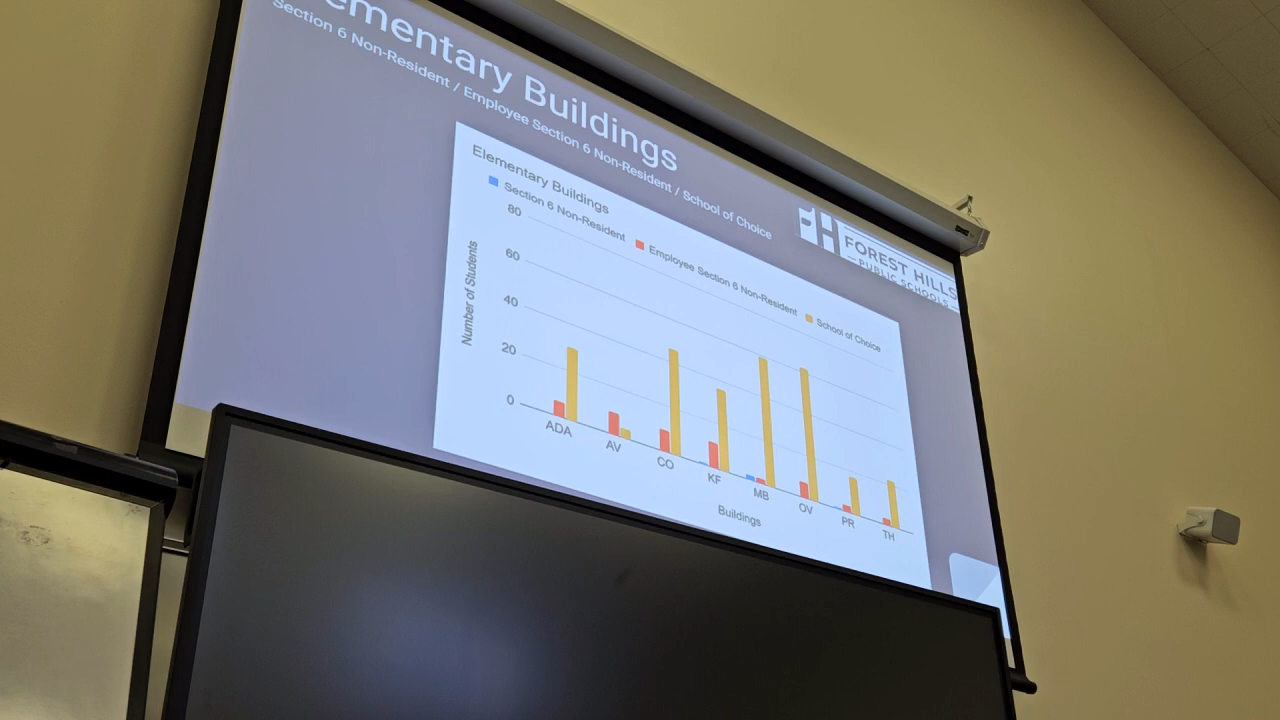 ementary Buildings
Section 6 Non-Resident / Employee Section 6 Non-Resident / School of Choice
FOREST HILLS
PUBLIC SCHOOLS
Elementary Buildings
Section 6 Non-Resident Employee Section 6 Non-Resident School of Choice
Number of Students
80
60
40
20
0
ADA AV CO KF MB OV PR TH
Buildings